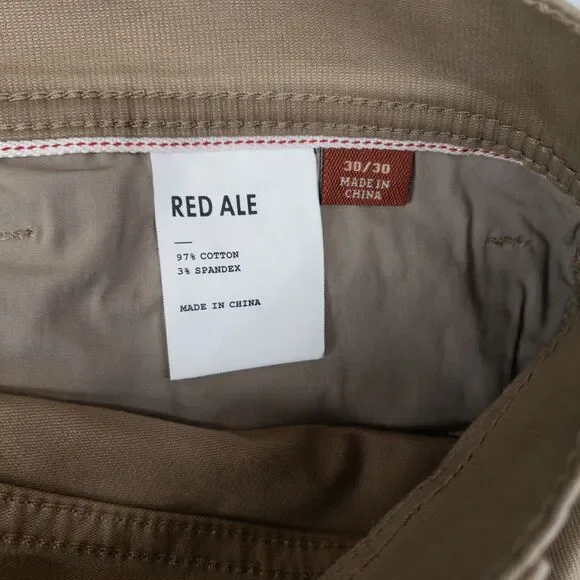 RED ALE
—
97% COTTON
3% SPANDEX
MADE IN CHINA
30/30
MADE IN
CHINA